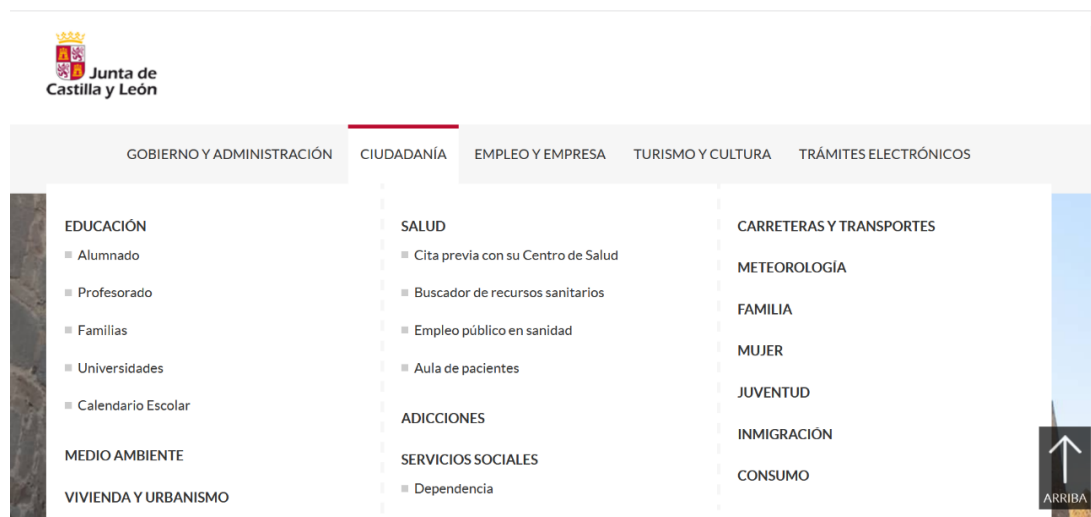 Junta de
Castilla y León
GOBIERNO Y ADMINISTRACIÓN
CIUDADANÍA
EMPLEO Y EMPRESA
TURISMO Y CULTURA
TRÁMITES ELECTRÓNICOS
EDUCACIÓN
Alumnado
Profesorado
Familias
Universidades
Calendario Escolar
MEDIO AMBIENTE
VIVIENDA Y URBANISMO
SALUD
Cita previa con su Centro de Salud
Buscador de recursos sanitarios
Empleo público en sanidad
Aula de pacientes
ADICCIONES
SERVICIOS SOCIALES
Dependencia
CARRETERAS Y TRANSPORTES
METEOROLOGÍA
FAMILIA
MUJER
JUVENTUD
INMIGRACIÓN
CONSUMO
ARRIBA